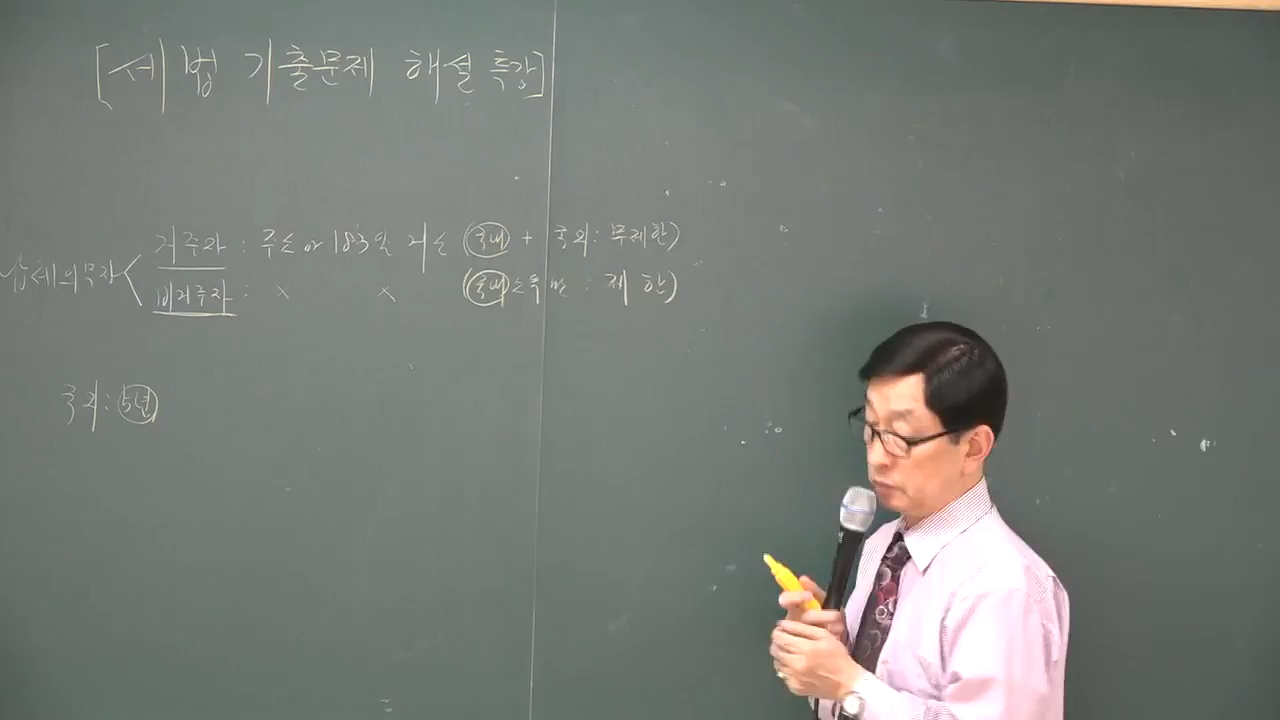 [세법 기출문제 해설 특강]
납세의무자
거주자 : 주소 or 183일 거소 (국내 + 국외 : 무제한)
비거주자 : × × (국내소득만 : 제한)
국외 : 5년